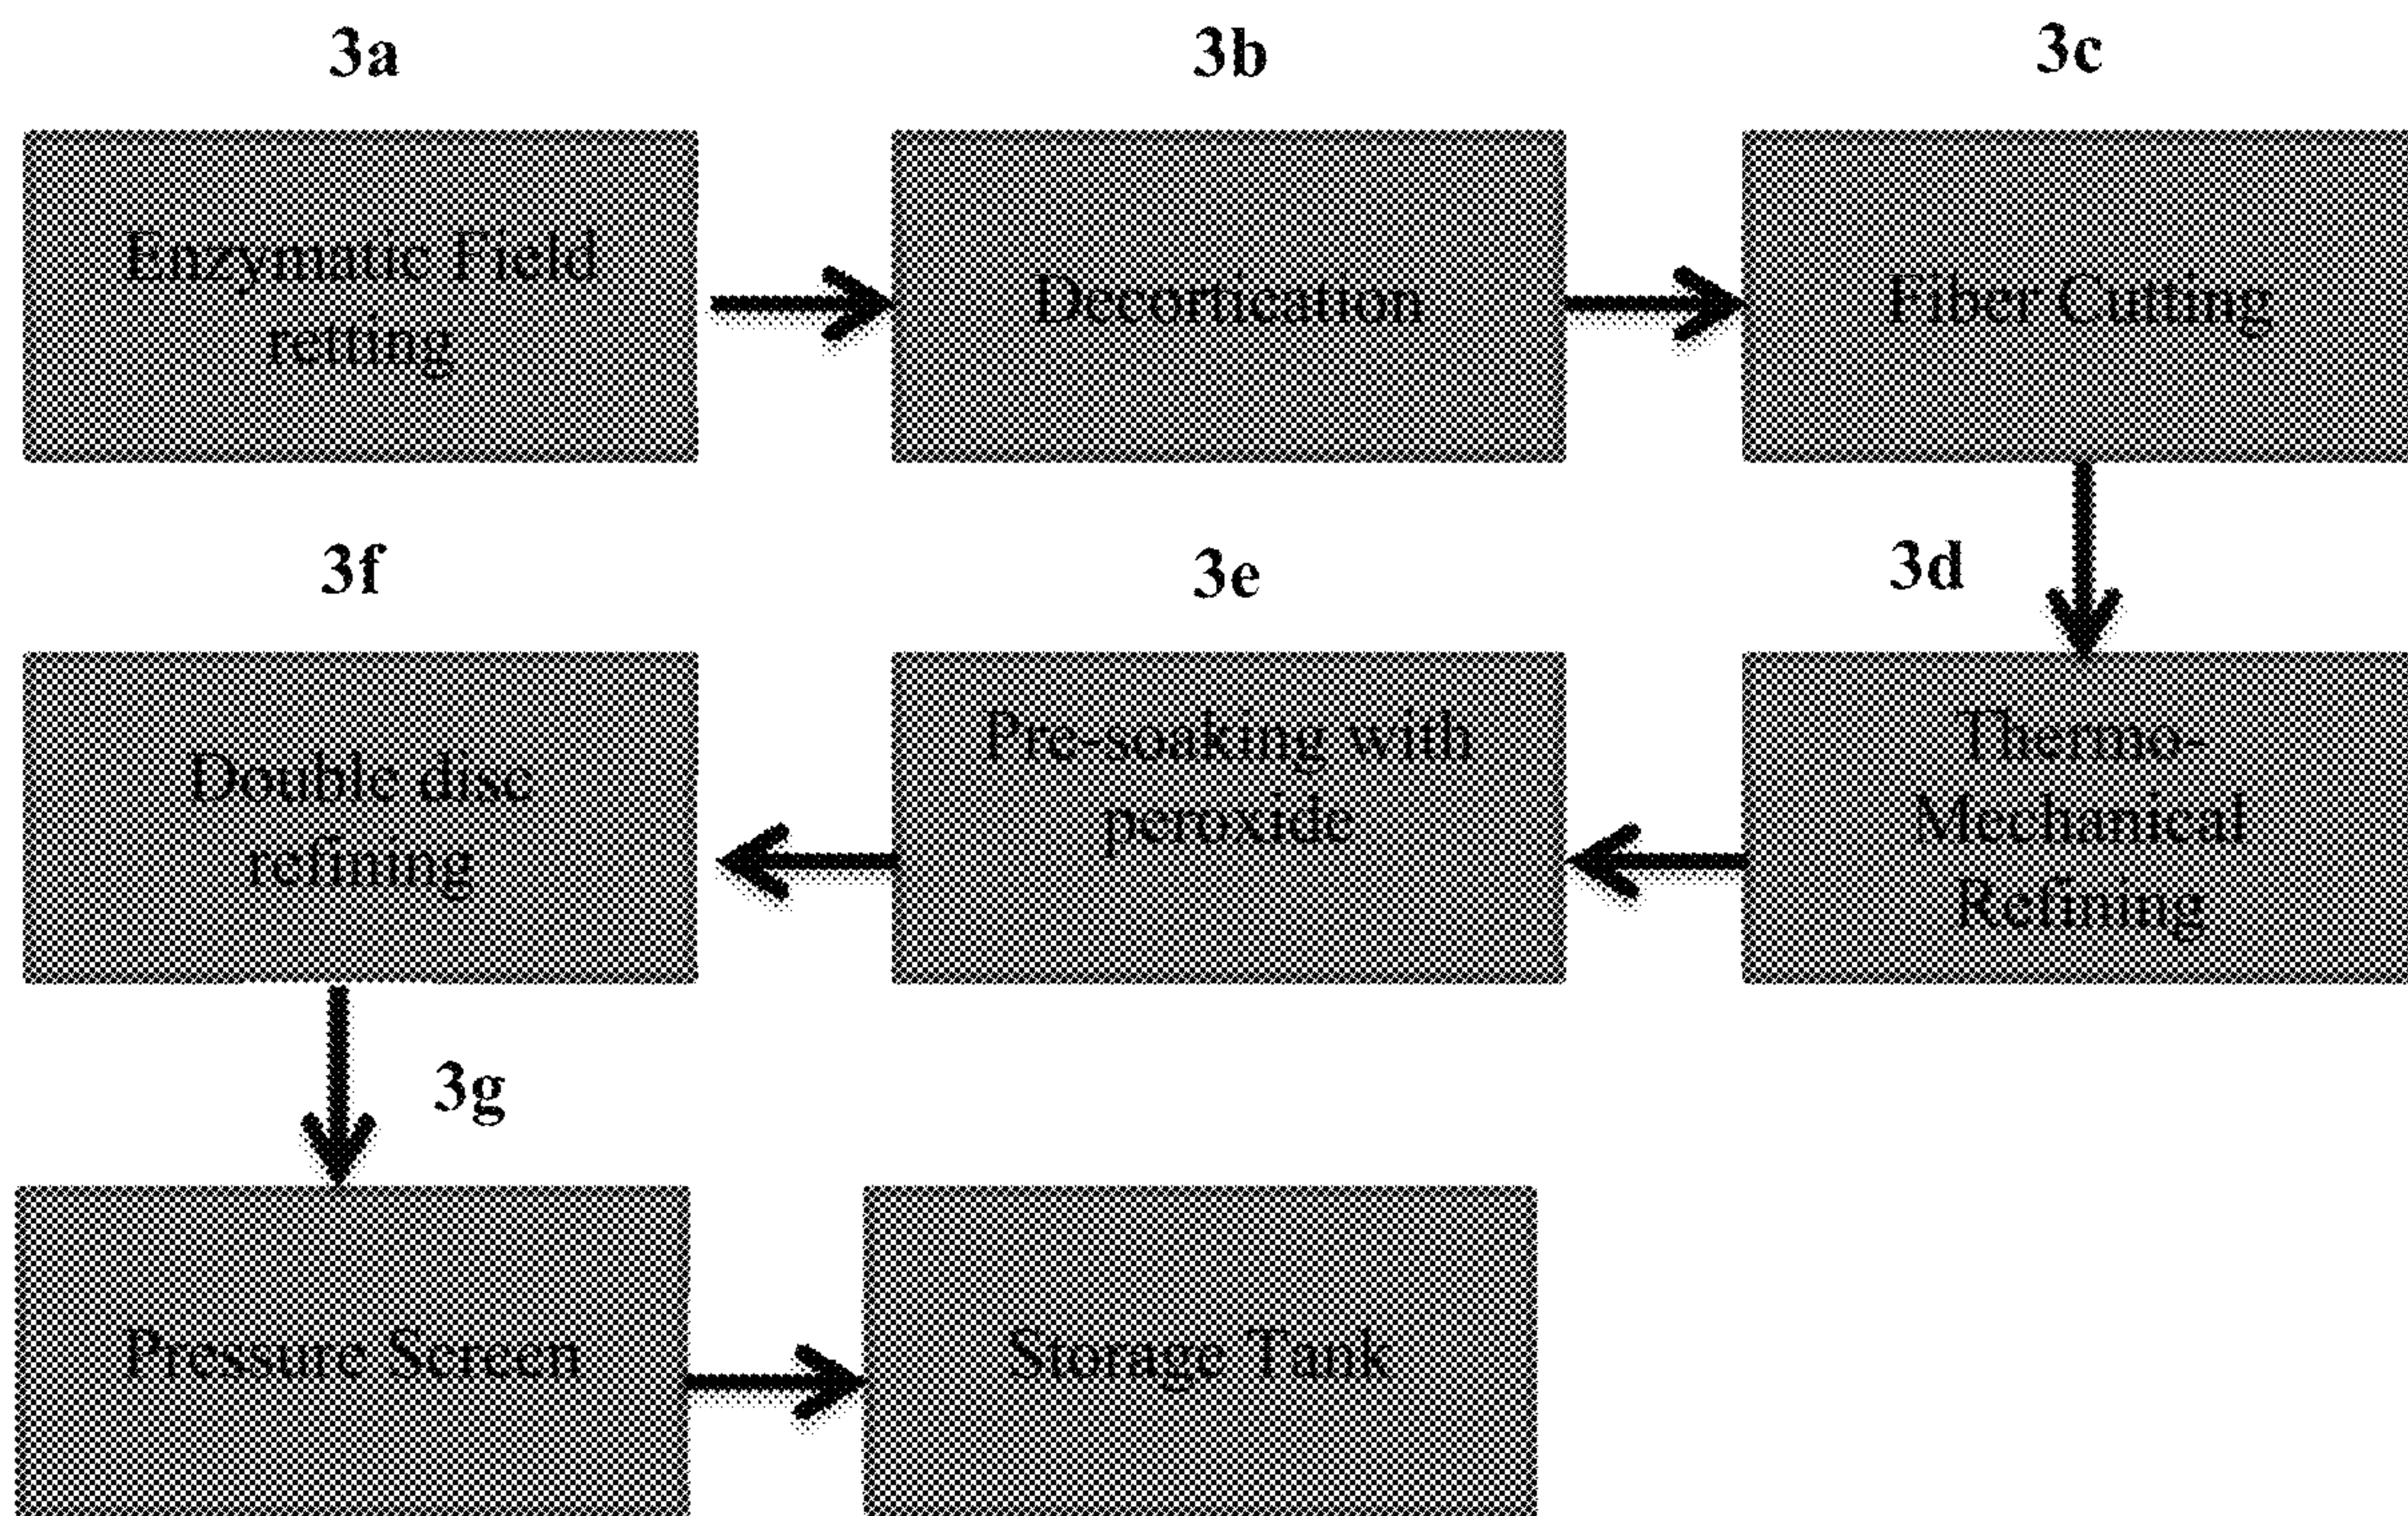 3a
3b
3c
Enzymatic Field
retting
Decortication
Fiber Cutting
3f
3e
3d
Double disc
refining
Pre-soaking with
peroxide
Thermo-
Mechanical
Refining
3g
Pressure Screen
Storage Tank